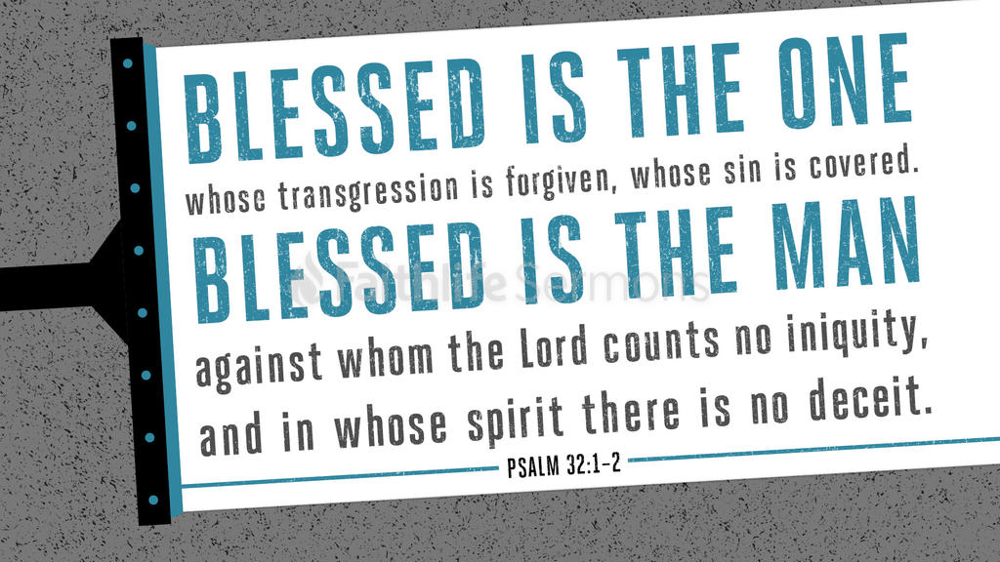 BLESSED IS THE ONE
whose transgression is forgiven, whose sin is covered.
BLESSED IS THE MAN
Faithlife Sermons
against whom the Lord counts no iniquity,
and in whose spirit there is no deceit.
PSALM 32:1-2